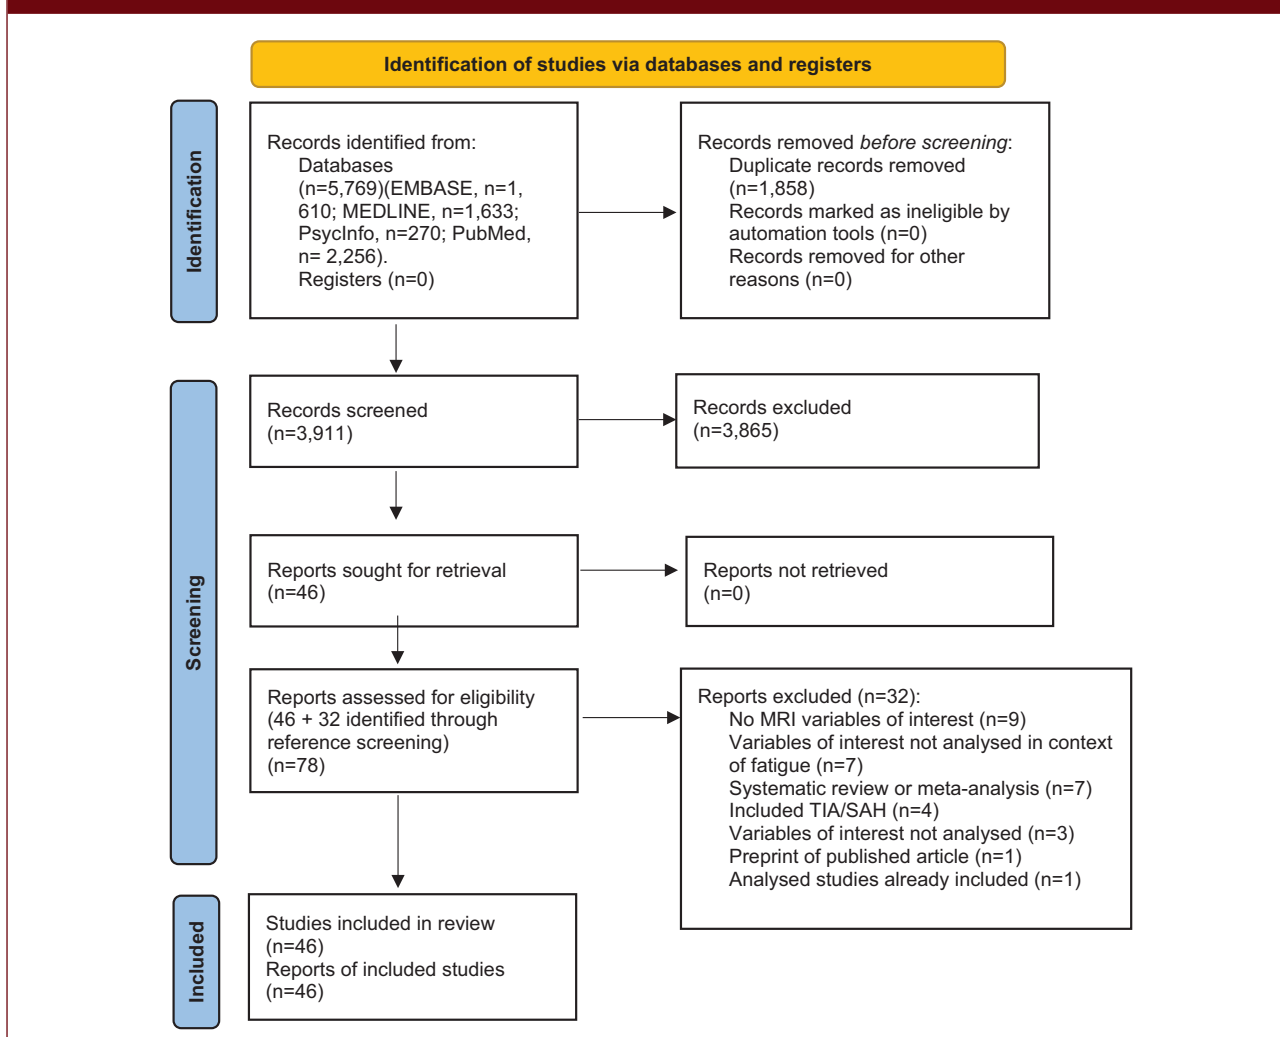 Identification of studies via databases and registers
Identification
Records identified from:
Databases
(n=5,769)(EMBASE, n=1,
610; MEDLINE, n=1,633;
PsycInfo, n=270; PubMed,
n= 2,256).
Registers (n=0)
Records removed before screening:
Duplicate records removed
(n=1,858)
Records marked as ineligible by
automation tools (n=0)
Records removed for other
reasons (n=0)
Screening
Records screened
(n=3,911)
Records excluded
(n=3,865)
Reports sought for retrieval
(n=46)
Reports not retrieved
(n=0)
Reports assessed for eligibility
(46 + 32 identified through
reference screening)
(n=78)
Reports excluded (n=32):
No MRI variables of interest (n=9)
Variables of interest not analysed in context
of fatigue (n=7)
Systematic review or meta-analysis (n=7)
Included TIA/SAH (n=4)
Variables of interest not analysed (n=3)
Preprint of published article (n=1)
Analysed studies already included (n=1)
Included
Studies included in review
(n=46)
Reports of included studies
(n=46)